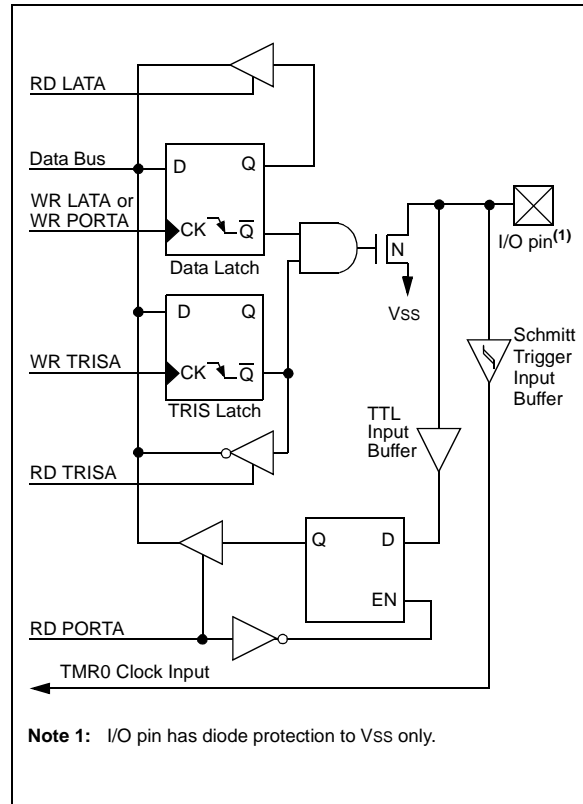 RD LATA
Data Bus
D Q
WR LATA or
WR PORTA
CK Q
Data Latch
N
I/O pin(1)
VSS
D Q
WR TRISA
CK Q
TRIS Latch
Schmitt
Trigger
Input
Buffer
TTL
Input
Buffer
RD TRISA
Q D
EN
RD PORTA
TMR0 Clock Input
Note 1: I/O pin has diode protection to VSS only.